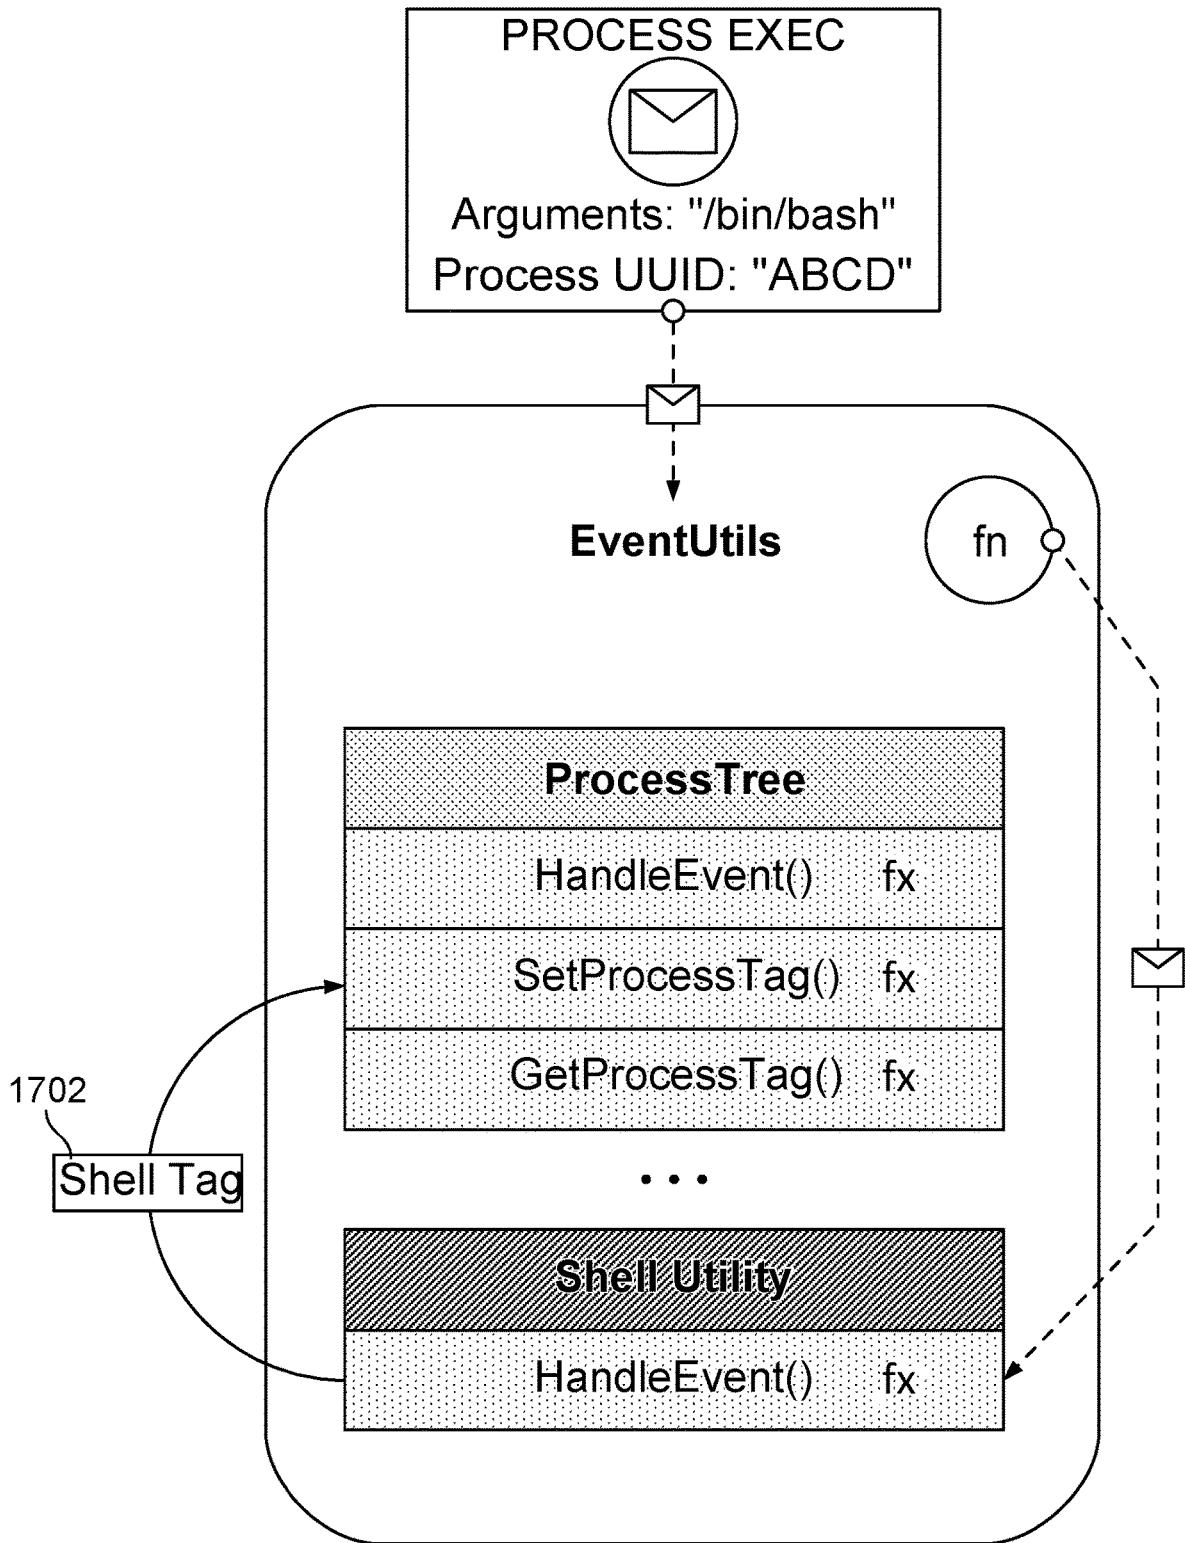 PROCESS EXEC
Arguments: "/bin/bash"
Process UUID: "ABCD"
EventUtils
fn
ProcessTree
HandleEvent() fx
SetProcessTag() fx
GetProcessTag() fx
1702
Shell Tag
...
Shell Utility
HandleEvent() fx